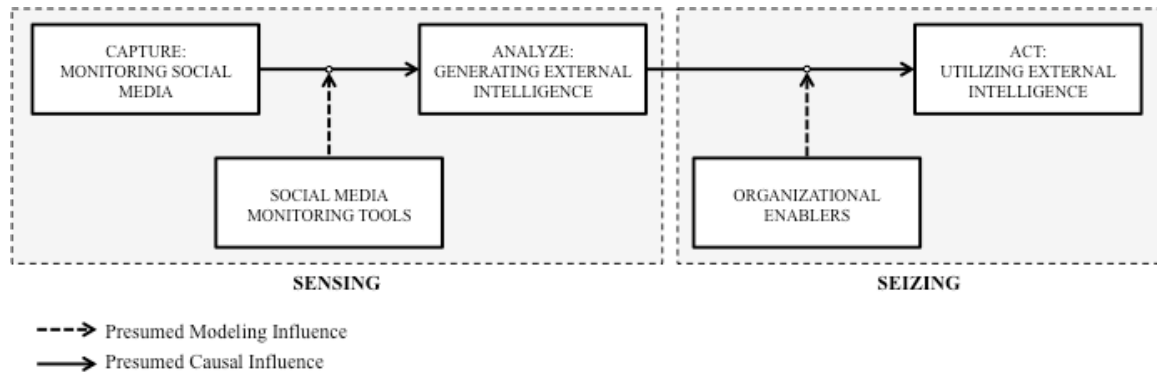 CAPTURE:
MONITORING SOCIAL
MEDIA
ANALYZE:
GENERATING EXTERNAL
INTELLIGENCE
ACT:
UTILIZING EXTERNAL
INTELLIGENCE
SOCIAL MEDIA
MONITORING TOOLS
ORGANIZATIONAL
ENABLERS
SENSING
SEIZING
Presumed Modeling Influence
Presumed Causal Influence